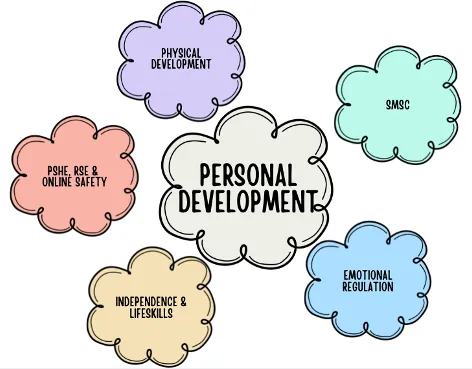 PHYSICAL
DEVELOPMENT
SMSC
PSHE, RSE &
ONLINE SAFETY
PERSONAL
DEVELOPMENT
EMOTIONAL
REGULATION
INDEPENDENCE &
LIFESKILLS